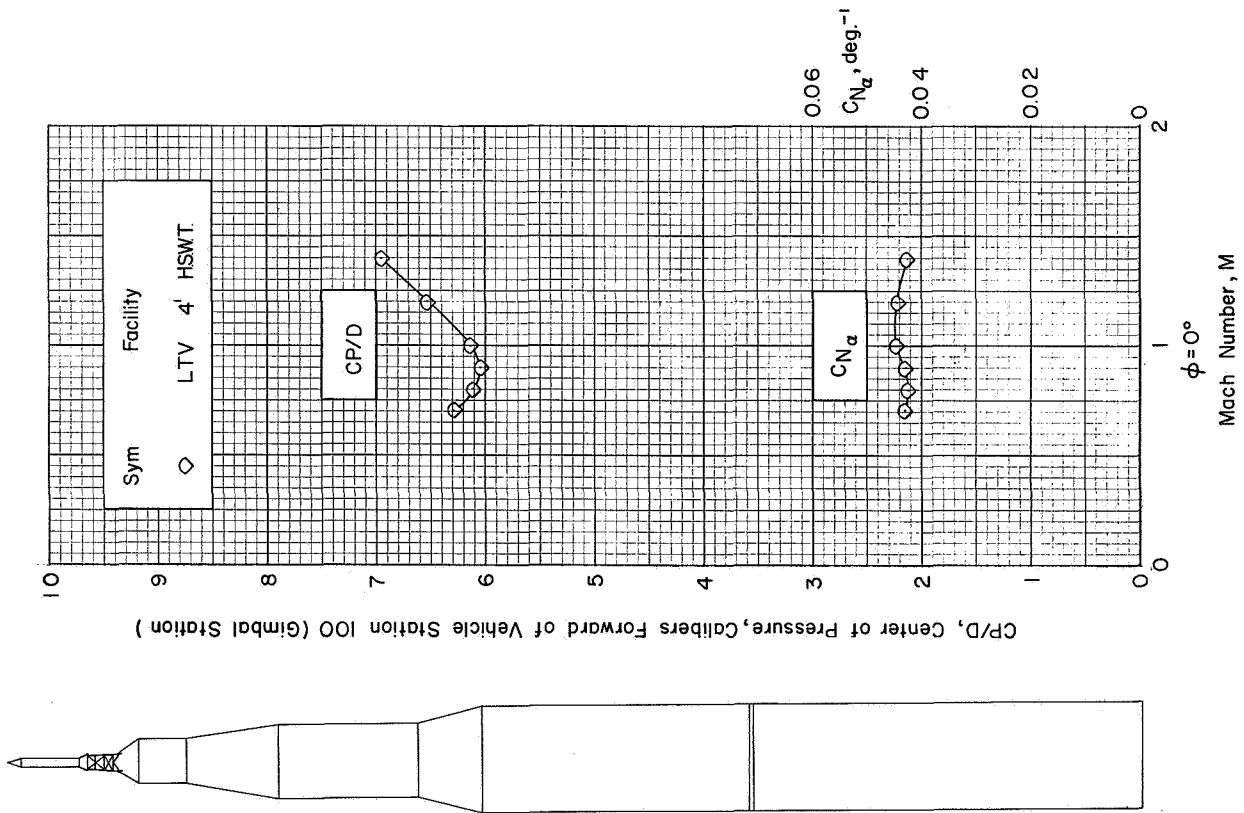 Sym Facility
◇ LTV 4' H.S.W.T.
CP/D
C_Nα
CP/D, Center of Pressure, Calibers Forward of Vehicle Station 100 (Gimbal Station)
10
9
8
7
6
5
4
3
2
1
0
0.06
C_Nα, deg.⁻¹
0.04
0.02
0
0
1
2
φ=0°
Mach Number, M